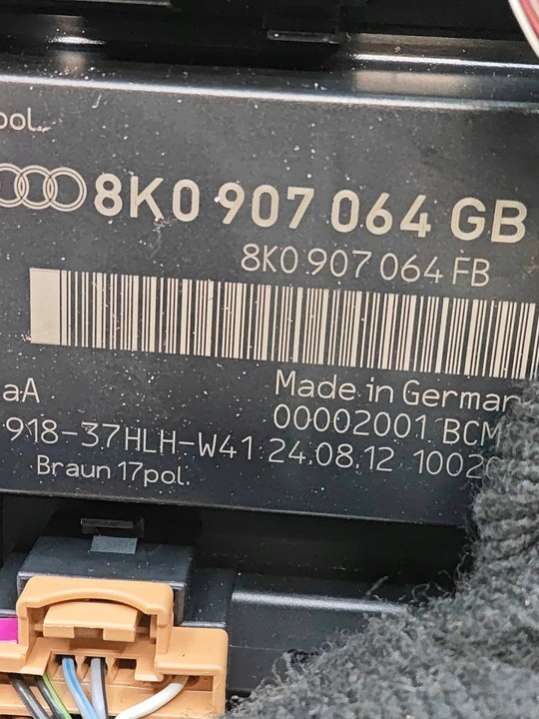 pol.
8K0 907 064 GB
8K0 907 064 FB
aA
Made in German
00002001 BCM
918-37HLH-W41 24.08.12 1002
Braun 17pol.